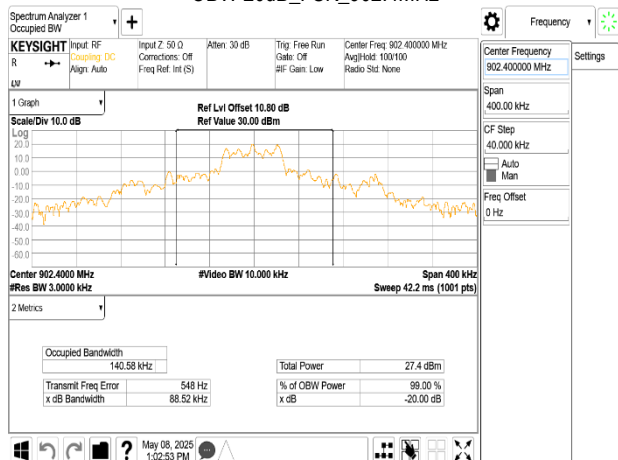 Spectrum Analyzer 1
Occupied BW
+
Frequency
KEYSIGHT
R
Input: RF
Coupling: DC
Align: Auto
Input Z: 50 Ω
Corrections: Off
Freq Ref: Int (S)
Atten: 30 dB
Trig: Free Run
Gate: Off
#IF Gain: Low
Center Freq: 902.400000 MHz
Avg|Hold: 100/100
Radio Std: None
Center Frequency
902.400000 MHz
Settings
Span
400.00 kHz
CF Step
40.000 kHz
Auto
Man
Freq Offset
0 Hz
1 Graph
Scale/Div 10.0 dB
Ref Lvl Offset 10.80 dB
Ref Value 30.00 dBm
Log
20.0
10.0
0.00
-10.0
-20.0
-30.0
-40.0
-50.0
-60.0
Center 902.4000 MHz
#Video BW 10.000 kHz
Span 400 kHz
#Res BW 3.0000 kHz
Sweep 42.2 ms (1001 pts)
2 Metrics
Occupied Bandwidth
140.58 kHz
Total Power 27.4 dBm
Transmit Freq Error 548 Hz
% of OBW Power 99.00 %
x dB Bandwidth 88.52 kHz
x dB -20.00 dB
?
May 08, 2025
1:02:53 PM